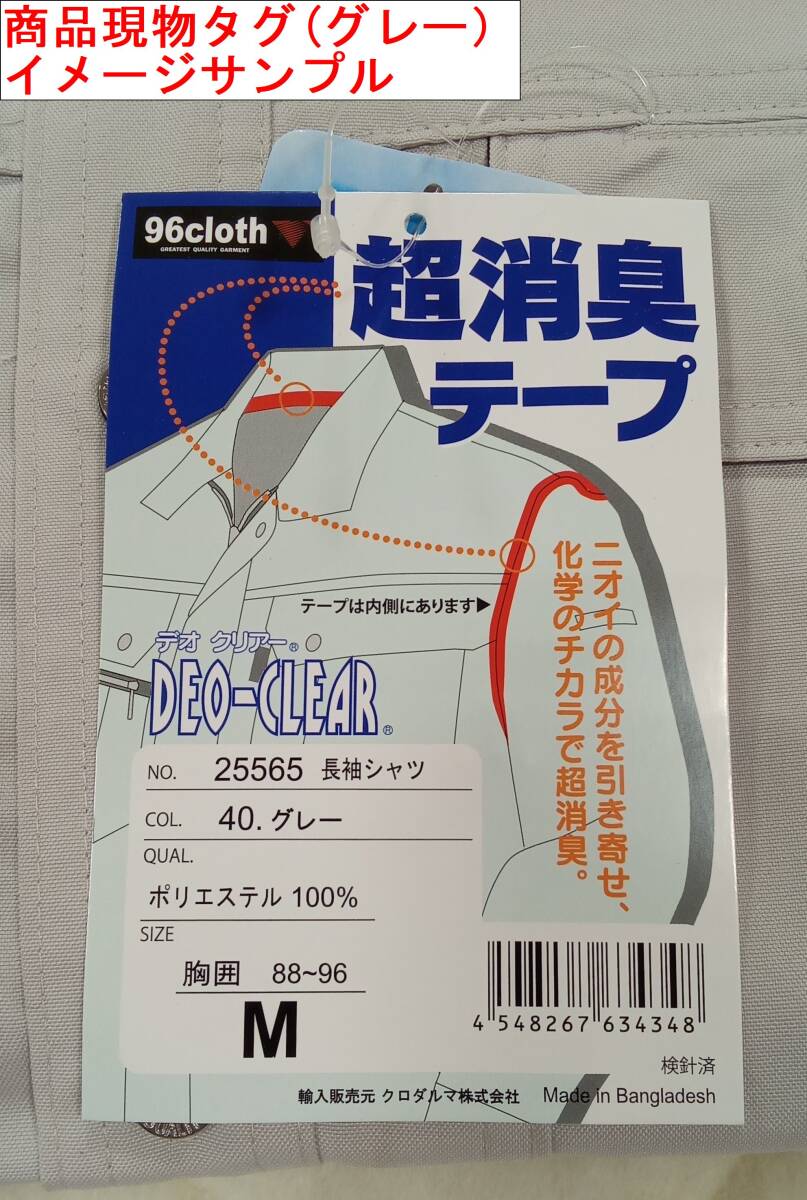 商品現物タグ(グレー)
イメージサンプル
96cloth
GREATEST QUALITY GARMENT
超消臭
テープ
ニオイの成分を引き寄せ、
化学のチカラで超消臭。
テープは内側にあります▶
デオ クリアー®
DEO-CLEAR®
NO. 25565 長袖シャツ
COL. 40. グレー
QUAL.
ポリエステル 100%
SIZE
胸囲 88~96
M
4 548267 634348
検針済
輸入販売元 クロダルマ株式会社 Made in Bangladesh